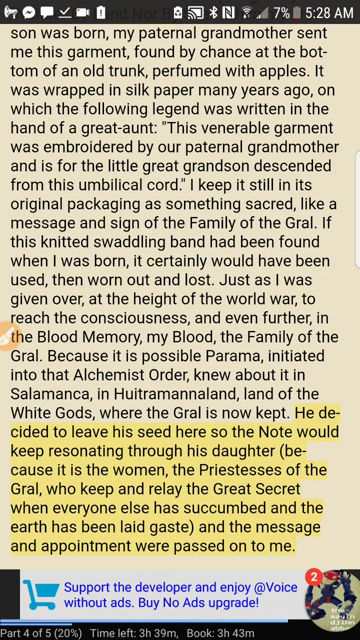 7% 5:28 AM
son was born, my paternal grandmother sent
me this garment, found by chance at the bot-
tom of an old trunk, perfumed with apples. It
was wrapped in silk paper many years ago, on
which the following legend was written in the
hand of a great-aunt: "This venerable garment
was embroidered by our paternal grandmother
and is for the little great grandson descended
from this umbilical cord." I keep it still in its
original packaging as something sacred, like a
message and sign of the Family of the Gral. If
this knitted swaddling band had been found
when I was born, it certainly would have been
used, then worn out and lost. Just as I was
given over, at the height of the world war, to
reach the consciousness, and even further, in
the Blood Memory, my Blood, the Family of the
Gral. Because it is possible Parama, initiated
into that Alchemist Order, knew about it in
Salamanca, in Huitramannaland, land of the
White Gods, where the Gral is now kept. He de-
cided to leave his seed here so the Note would
keep resonating through his daughter (be-
cause it is the women, the Priestesses of the
Gral, who keep and relay the Great Secret
when everyone else has succumbed and the
earth has been laid gaste) and the message
and appointment were passed on to me.
2
Support the developer and enjoy @Voice
without ads. Buy No Ads upgrade!
Part 4 of 5 (20%) Time left: 3h 39m, Book: 3h 43m